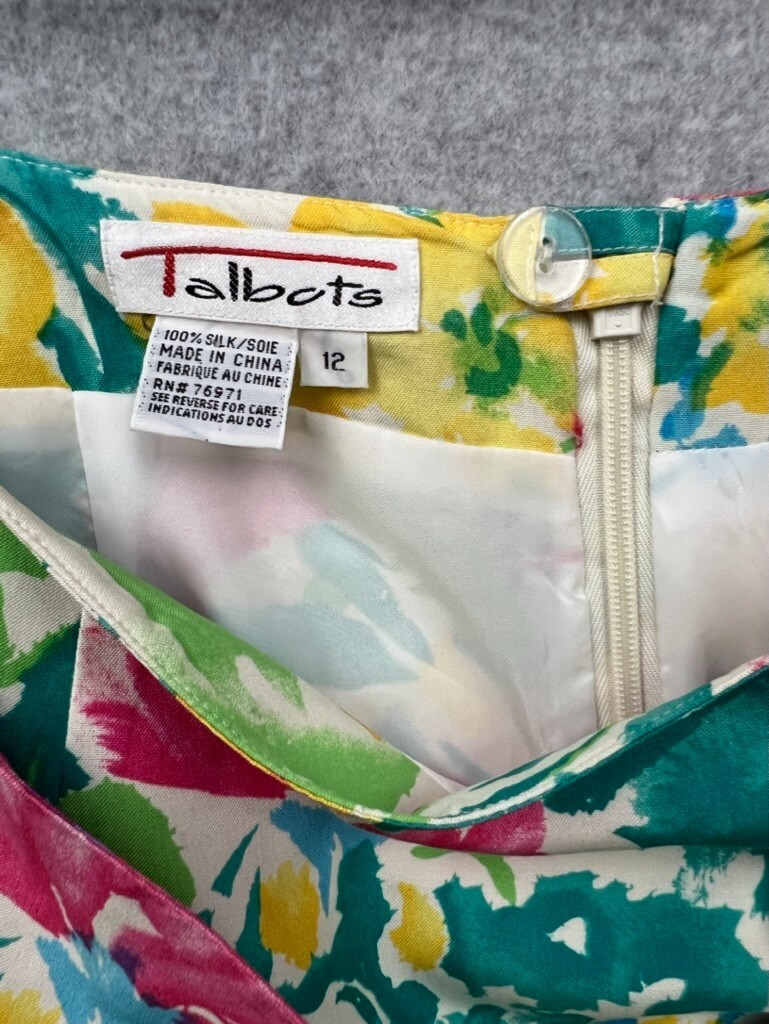 Talbots
100% SILK/SOIE
MADE IN CHINA
FABRIQUE AU CHINE
RN# 76971
SEE REVERSE FOR CARE
INDICATIONS AU DOS
12